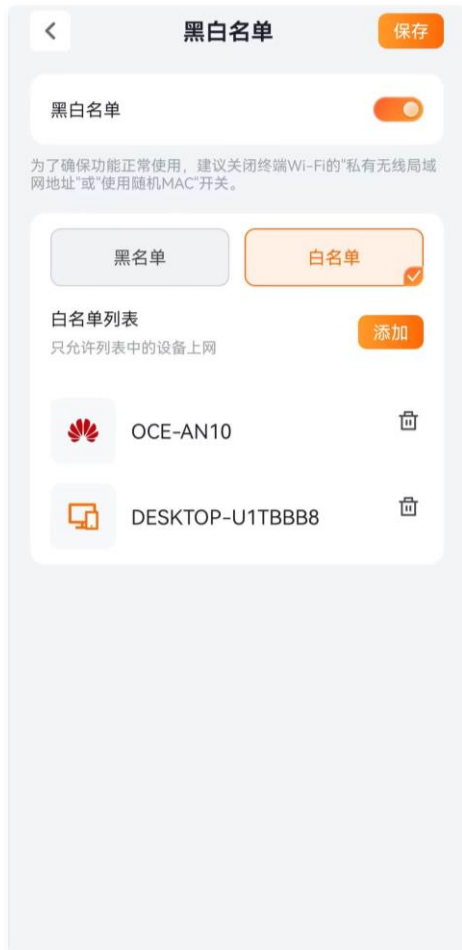 黑白名单
保存
黑白名单
为了确保功能正常使用，建议关闭终端Wi-Fi的“私有无线局域
网地址”或“使用随机MAC”开关。
黑名单
白名单
白名单列表
添加
只允许列表中的设备上网
OCE-AN10
DESKTOP-U1TBBB8